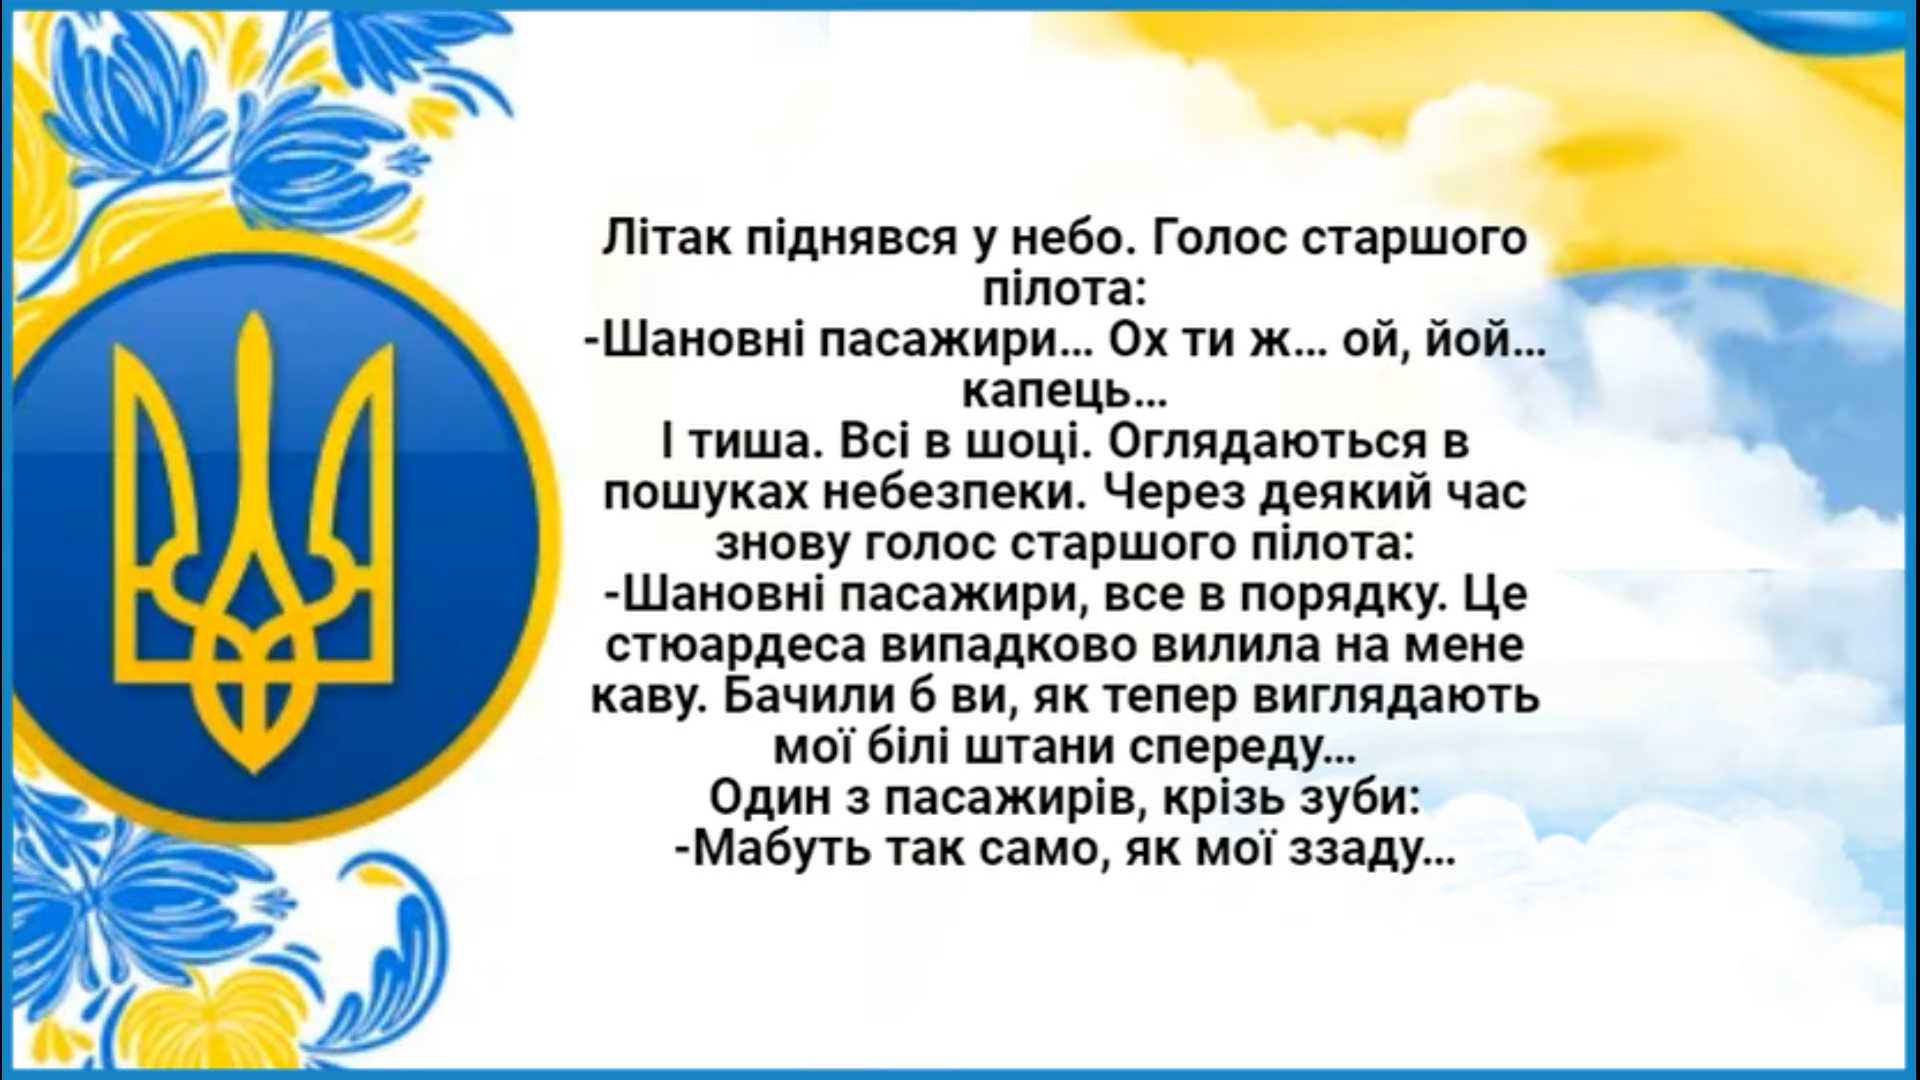 Літак піднявся у небо. Голос старшого
пілота:
-Шановні пасажири... Ох ти ж... ой, йой...
капець...
І тиша. Всі в шоці. Оглядаються в
пошуках небезпеки. Через деякий час
знову голос старшого пілота:
-Шановні пасажири, все в порядку. Це
стюардеса випадково вилила на мене
каву. Бачили б ви, як тепер виглядають
мої білі штани спереду...
Один з пасажирів, крізь зуби:
-Мабуть так само, як мої ззаду...